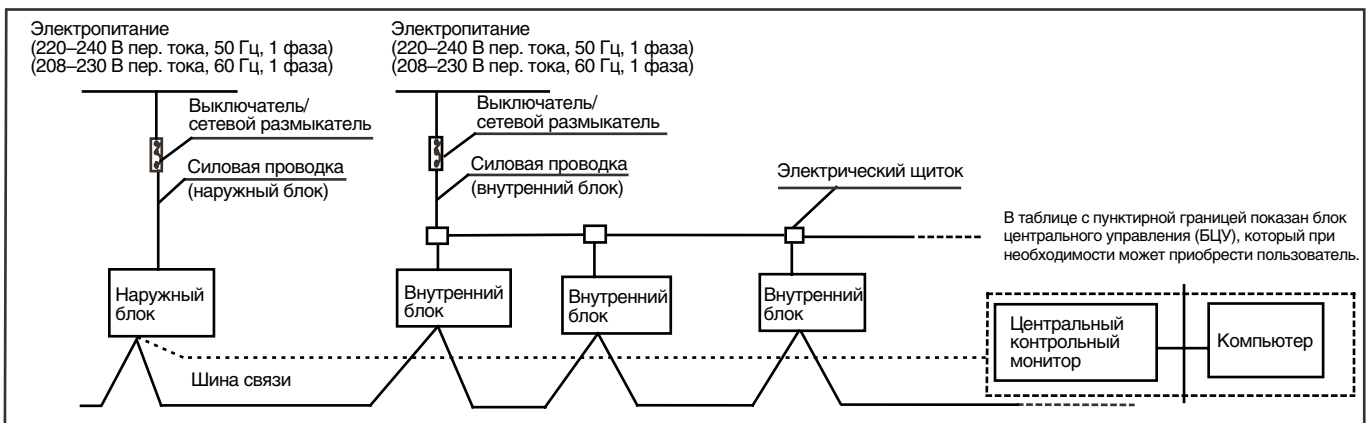 Электропитание
(220–240 В пер. тока, 50 Гц, 1 фаза)
(208–230 В пер. тока, 60 Гц, 1 фаза)
Выключатель/
сетевой размыкатель
Силовая проводка
(наружный блок)
Электропитание
(220–240 В пер. тока, 50 Гц, 1 фаза)
(208–230 В пер. тока, 60 Гц, 1 фаза)
Выключатель/
сетевой размыкатель
Силовая проводка
(внутренний блок)
Электрический щиток
В таблице с пунктирной границей показан блок
центрального управления (БЦУ), который при
необходимости может приобрести пользователь.
Наружный
блок
Внутренний
блок
Внутренний
блок
Внутренний
блок
Центральный
контрольный
монитор
Компьютер
Шина связи